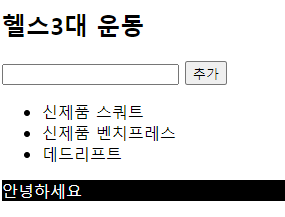 헬스3대 운동
추가
신제품 스쿼트
신제품 벤치프레스
데드리프트
안녕하세요